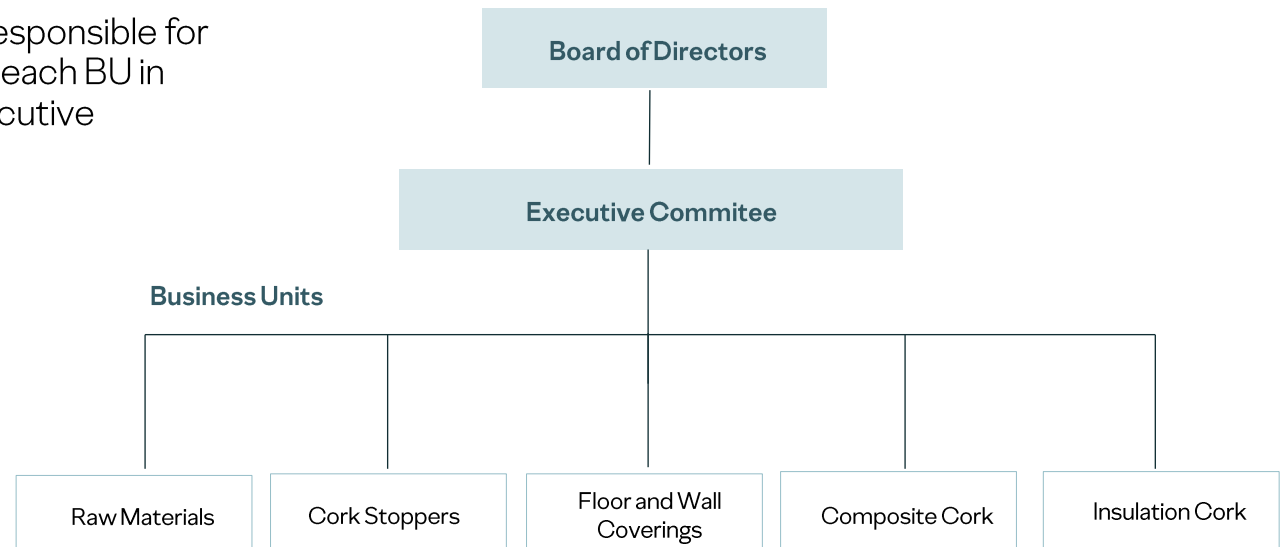 esponsible for
each BU in
cutive
Board of Directors
Executive Commitee
Business Units
Raw Materials
Cork Stoppers
Floor and Wall
Coverings
Composite Cork
Insulation Cork